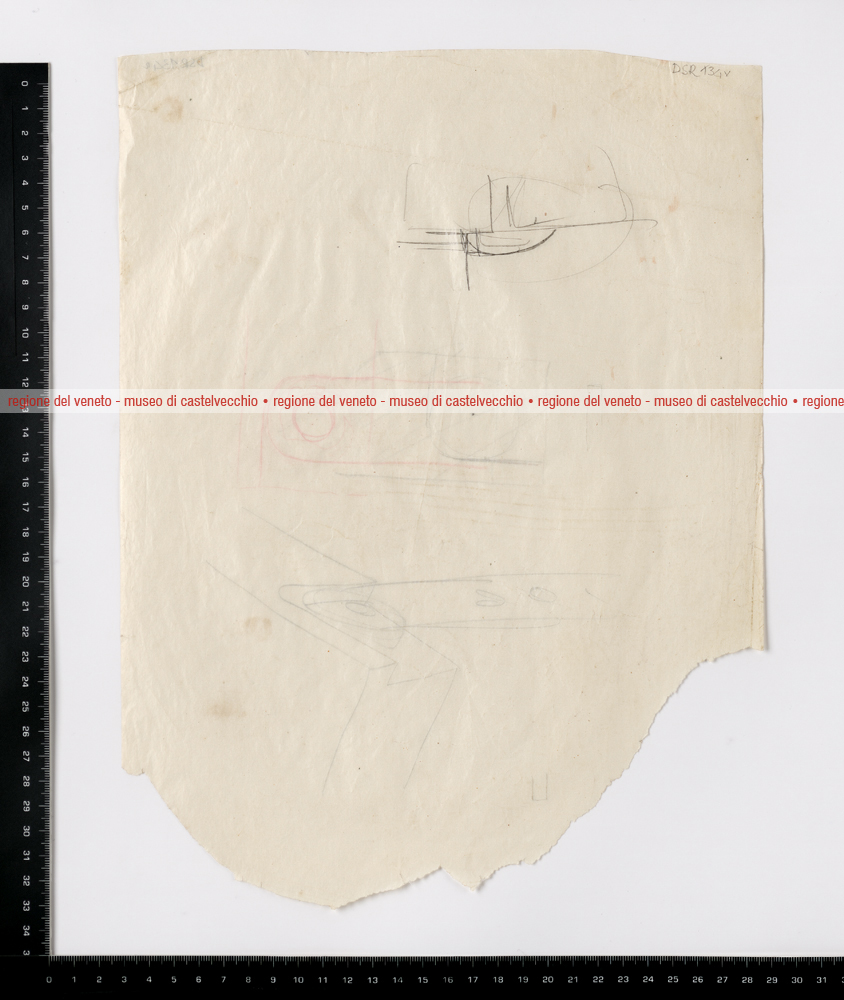 DSR 134v
regione del veneto - museo di castelvecchio • regione del veneto - museo di castelvecchio • regione del veneto - museo di castelvecchio • regione
0 1 2 3 4 5 6 7 8 9 10 11 12 13 14 15 16 17 18 19 20 21 22 23 24 25 26 27 28 29 30 31 32 33 34 3
0 1 2 3 4 5 6 7 8 9 10 11 12 13 14 15 16 17 18 19 20 21 22 23 24 25 26 27 28 29 30 31